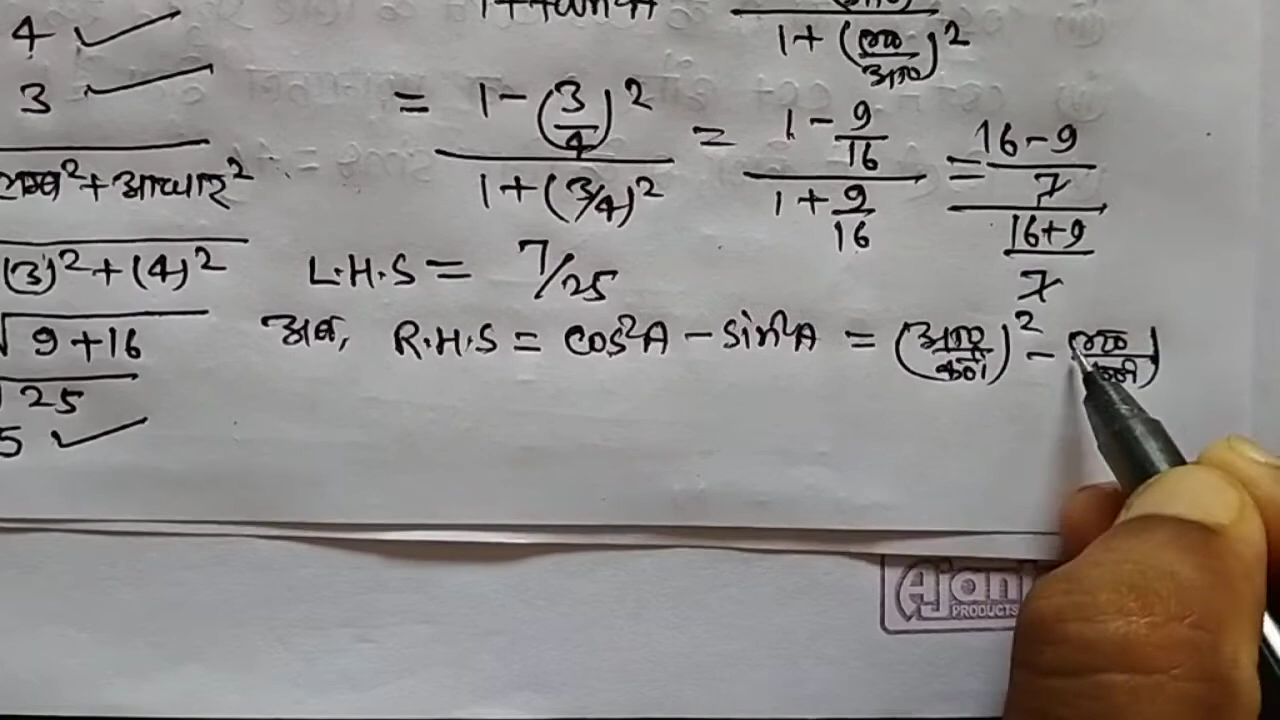 4 ✓
3 ✓
लम्ब² + आधार²
(3)² + (4)²
√9+16
25
5 ✓
1 + (लम्ब/आधार)²
= 1-(3/4)² / 1+(3/4)² = 1-9/16 / 1+9/16 = 16-9/7 / 16+9/7
L.H.S = 7/25
अब, R.H.S = cos²A - sin²A = (आधार/कर्ण)² - लम्ब/कर्ण)
Ajan
PRODUCTS